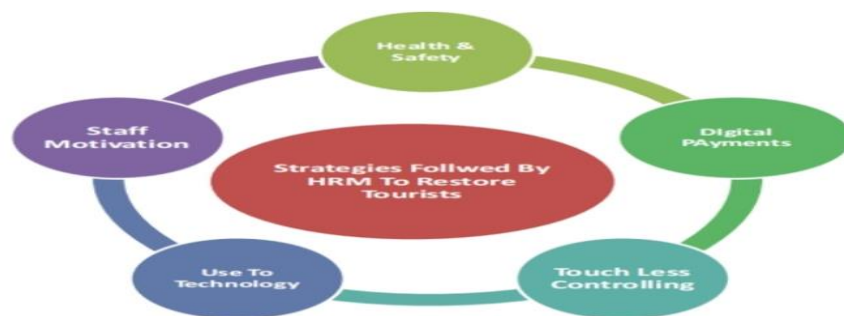 Health &
Safety
Digital
PAyments
Touch Less
Controlling
Use To
Technology
Staff
Motivation
Strategies Follwed By
HRM To Restore
Tourists